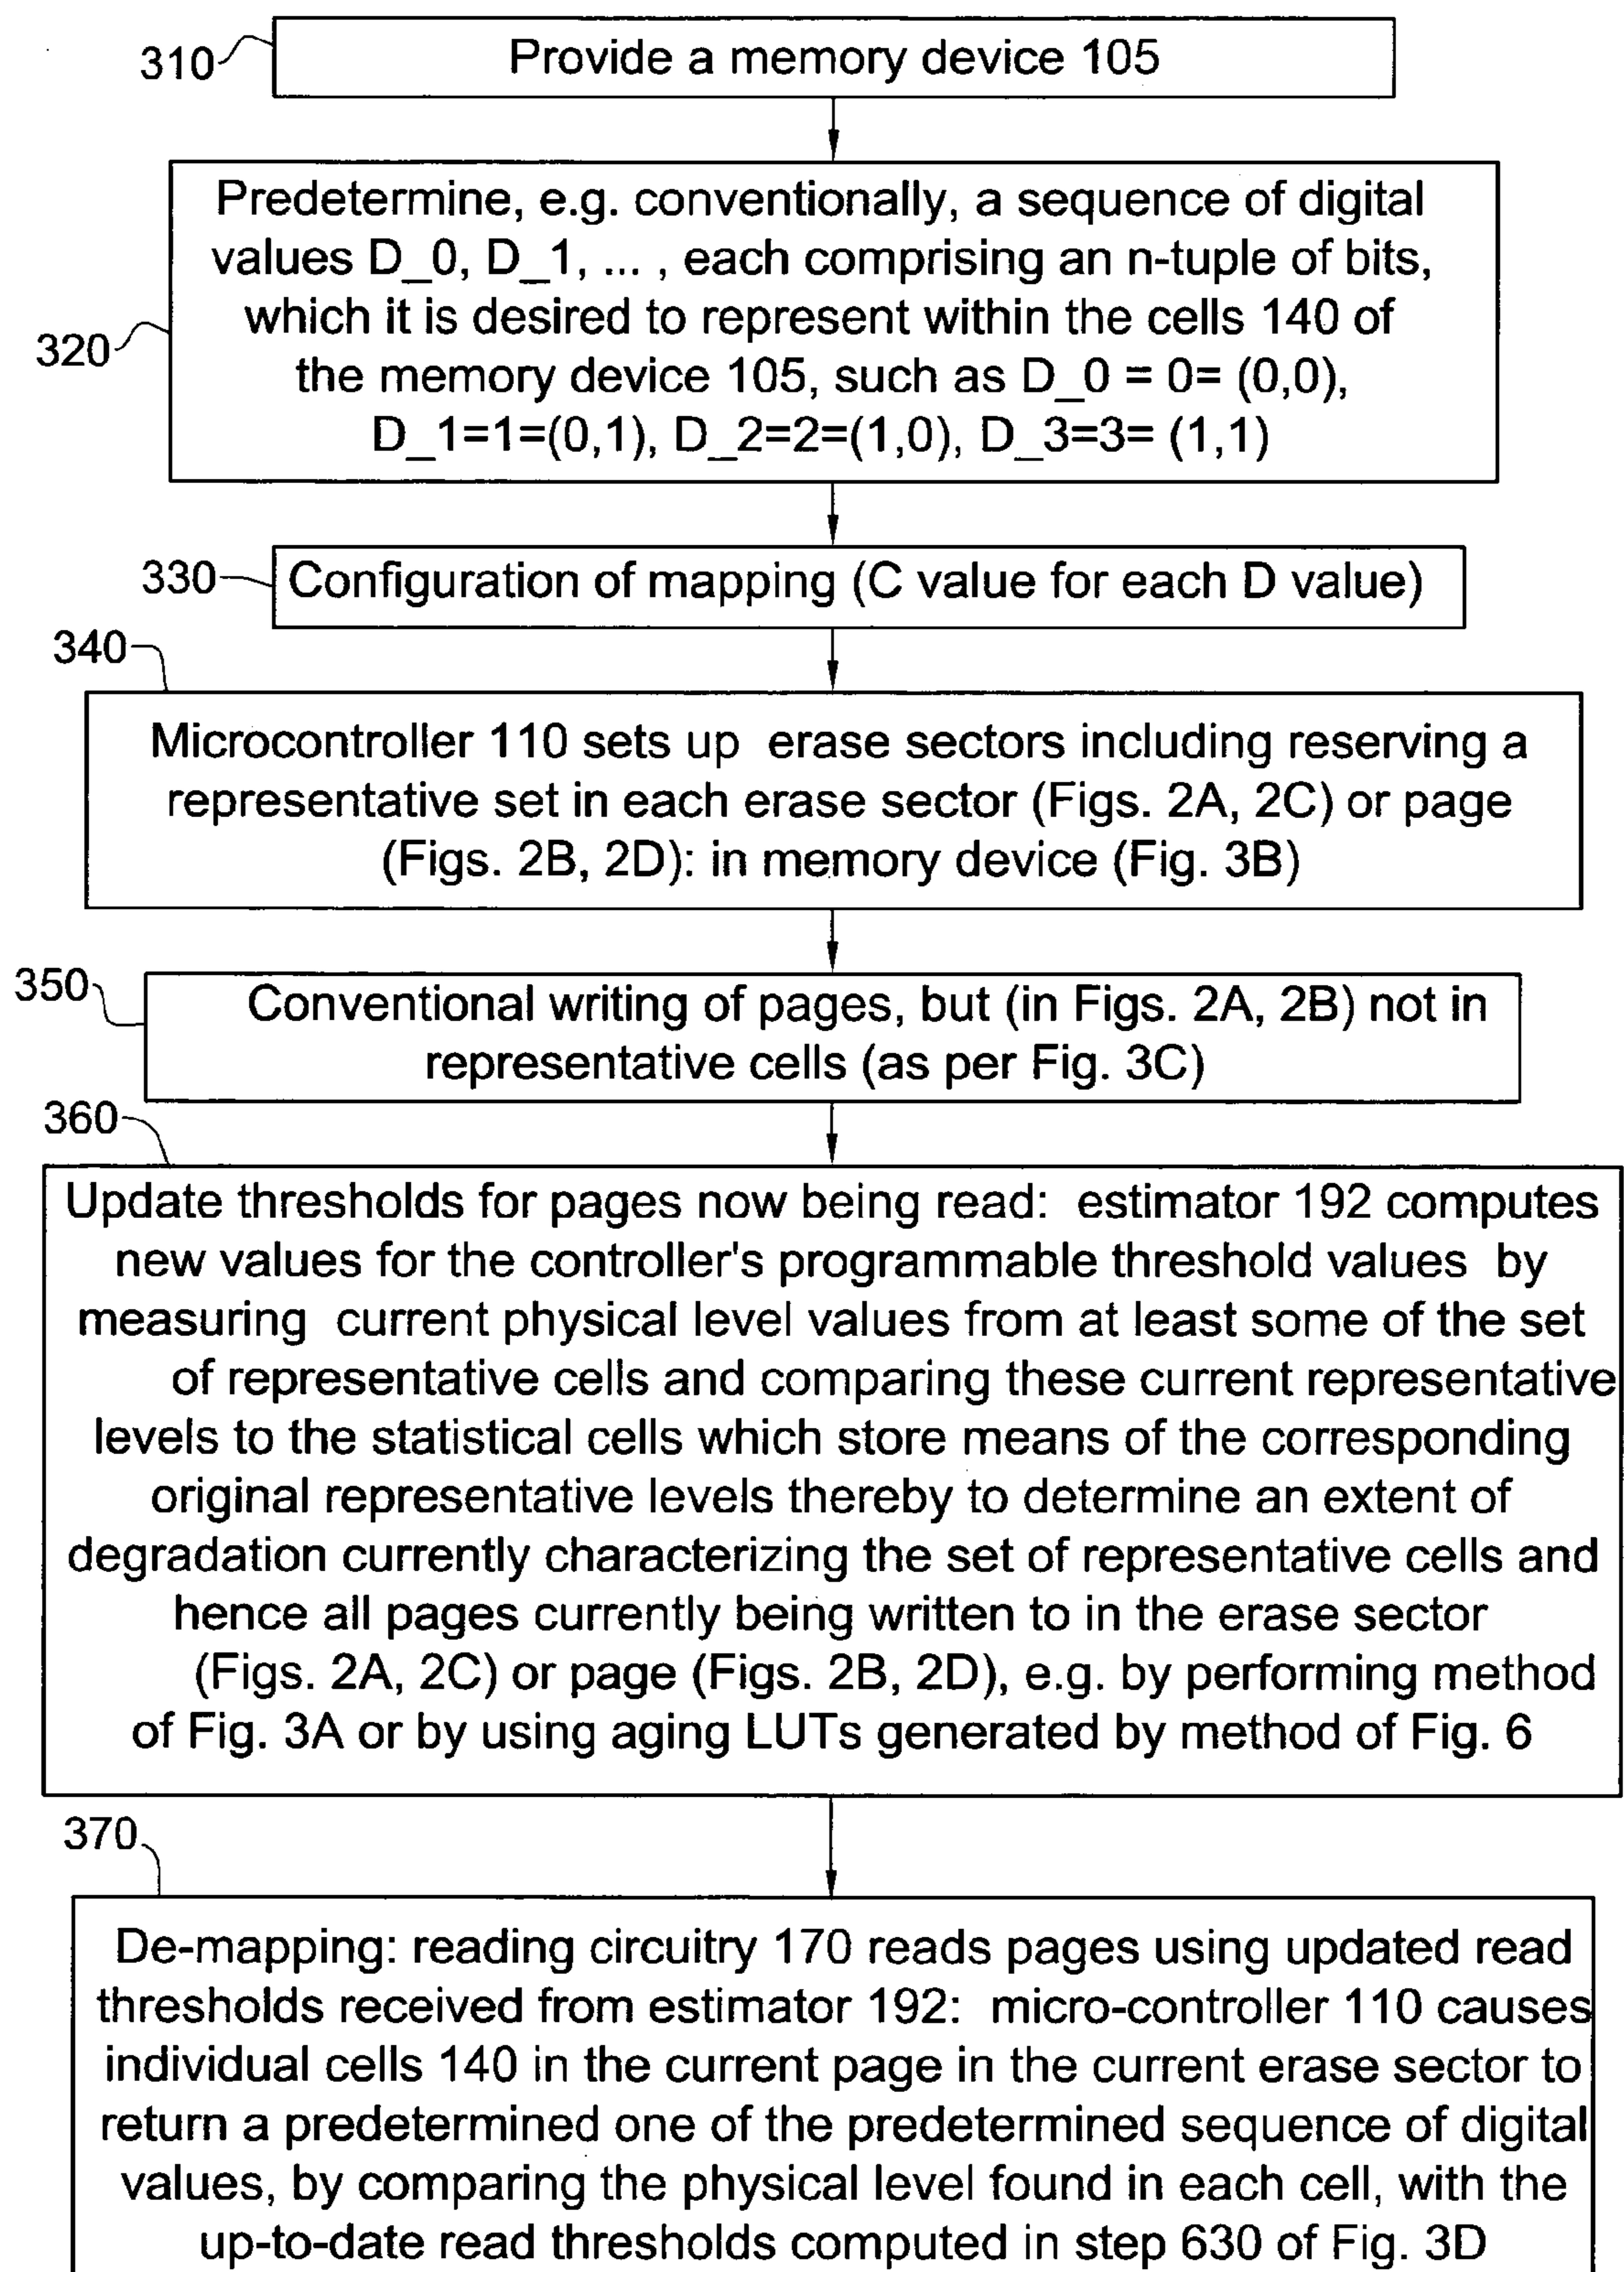 310
Provide a memory device 105
320
Predetermine, e.g. conventionally, a sequence of digital
values D_0, D_1, ... , each comprising an n-tuple of bits,
which it is desired to represent within the cells 140 of
the memory device 105, such as D_0 = 0= (0,0),
D_1=1=(0,1), D_2=2=(1,0), D_3=3= (1,1)
330
Configuration of mapping (C value for each D value)
340
Microcontroller 110 sets up erase sectors including reserving a
representative set in each erase sector (Figs. 2A, 2C) or page
(Figs. 2B, 2D): in memory device (Fig. 3B)
350
Conventional writing of pages, but (in Figs. 2A, 2B) not in
representative cells (as per Fig. 3C)
360
Update thresholds for pages now being read: estimator 192 computes
new values for the controller's programmable threshold values by
measuring current physical level values from at least some of the set
of representative cells and comparing these current representative
levels to the statistical cells which store means of the corresponding
original representative levels thereby to determine an extent of
degradation currently characterizing the set of representative cells and
hence all pages currently being written to in the erase sector
(Figs. 2A, 2C) or page (Figs. 2B, 2D), e.g. by performing method
of Fig. 3A or by using aging LUTs generated by method of Fig. 6
370
De-mapping: reading circuitry 170 reads pages using updated read
thresholds received from estimator 192: micro-controller 110 causes
individual cells 140 in the current page in the current erase sector to
return a predetermined one of the predetermined sequence of digital
values, by comparing the physical level found in each cell, with the
up-to-date read thresholds computed in step 630 of Fig. 3D